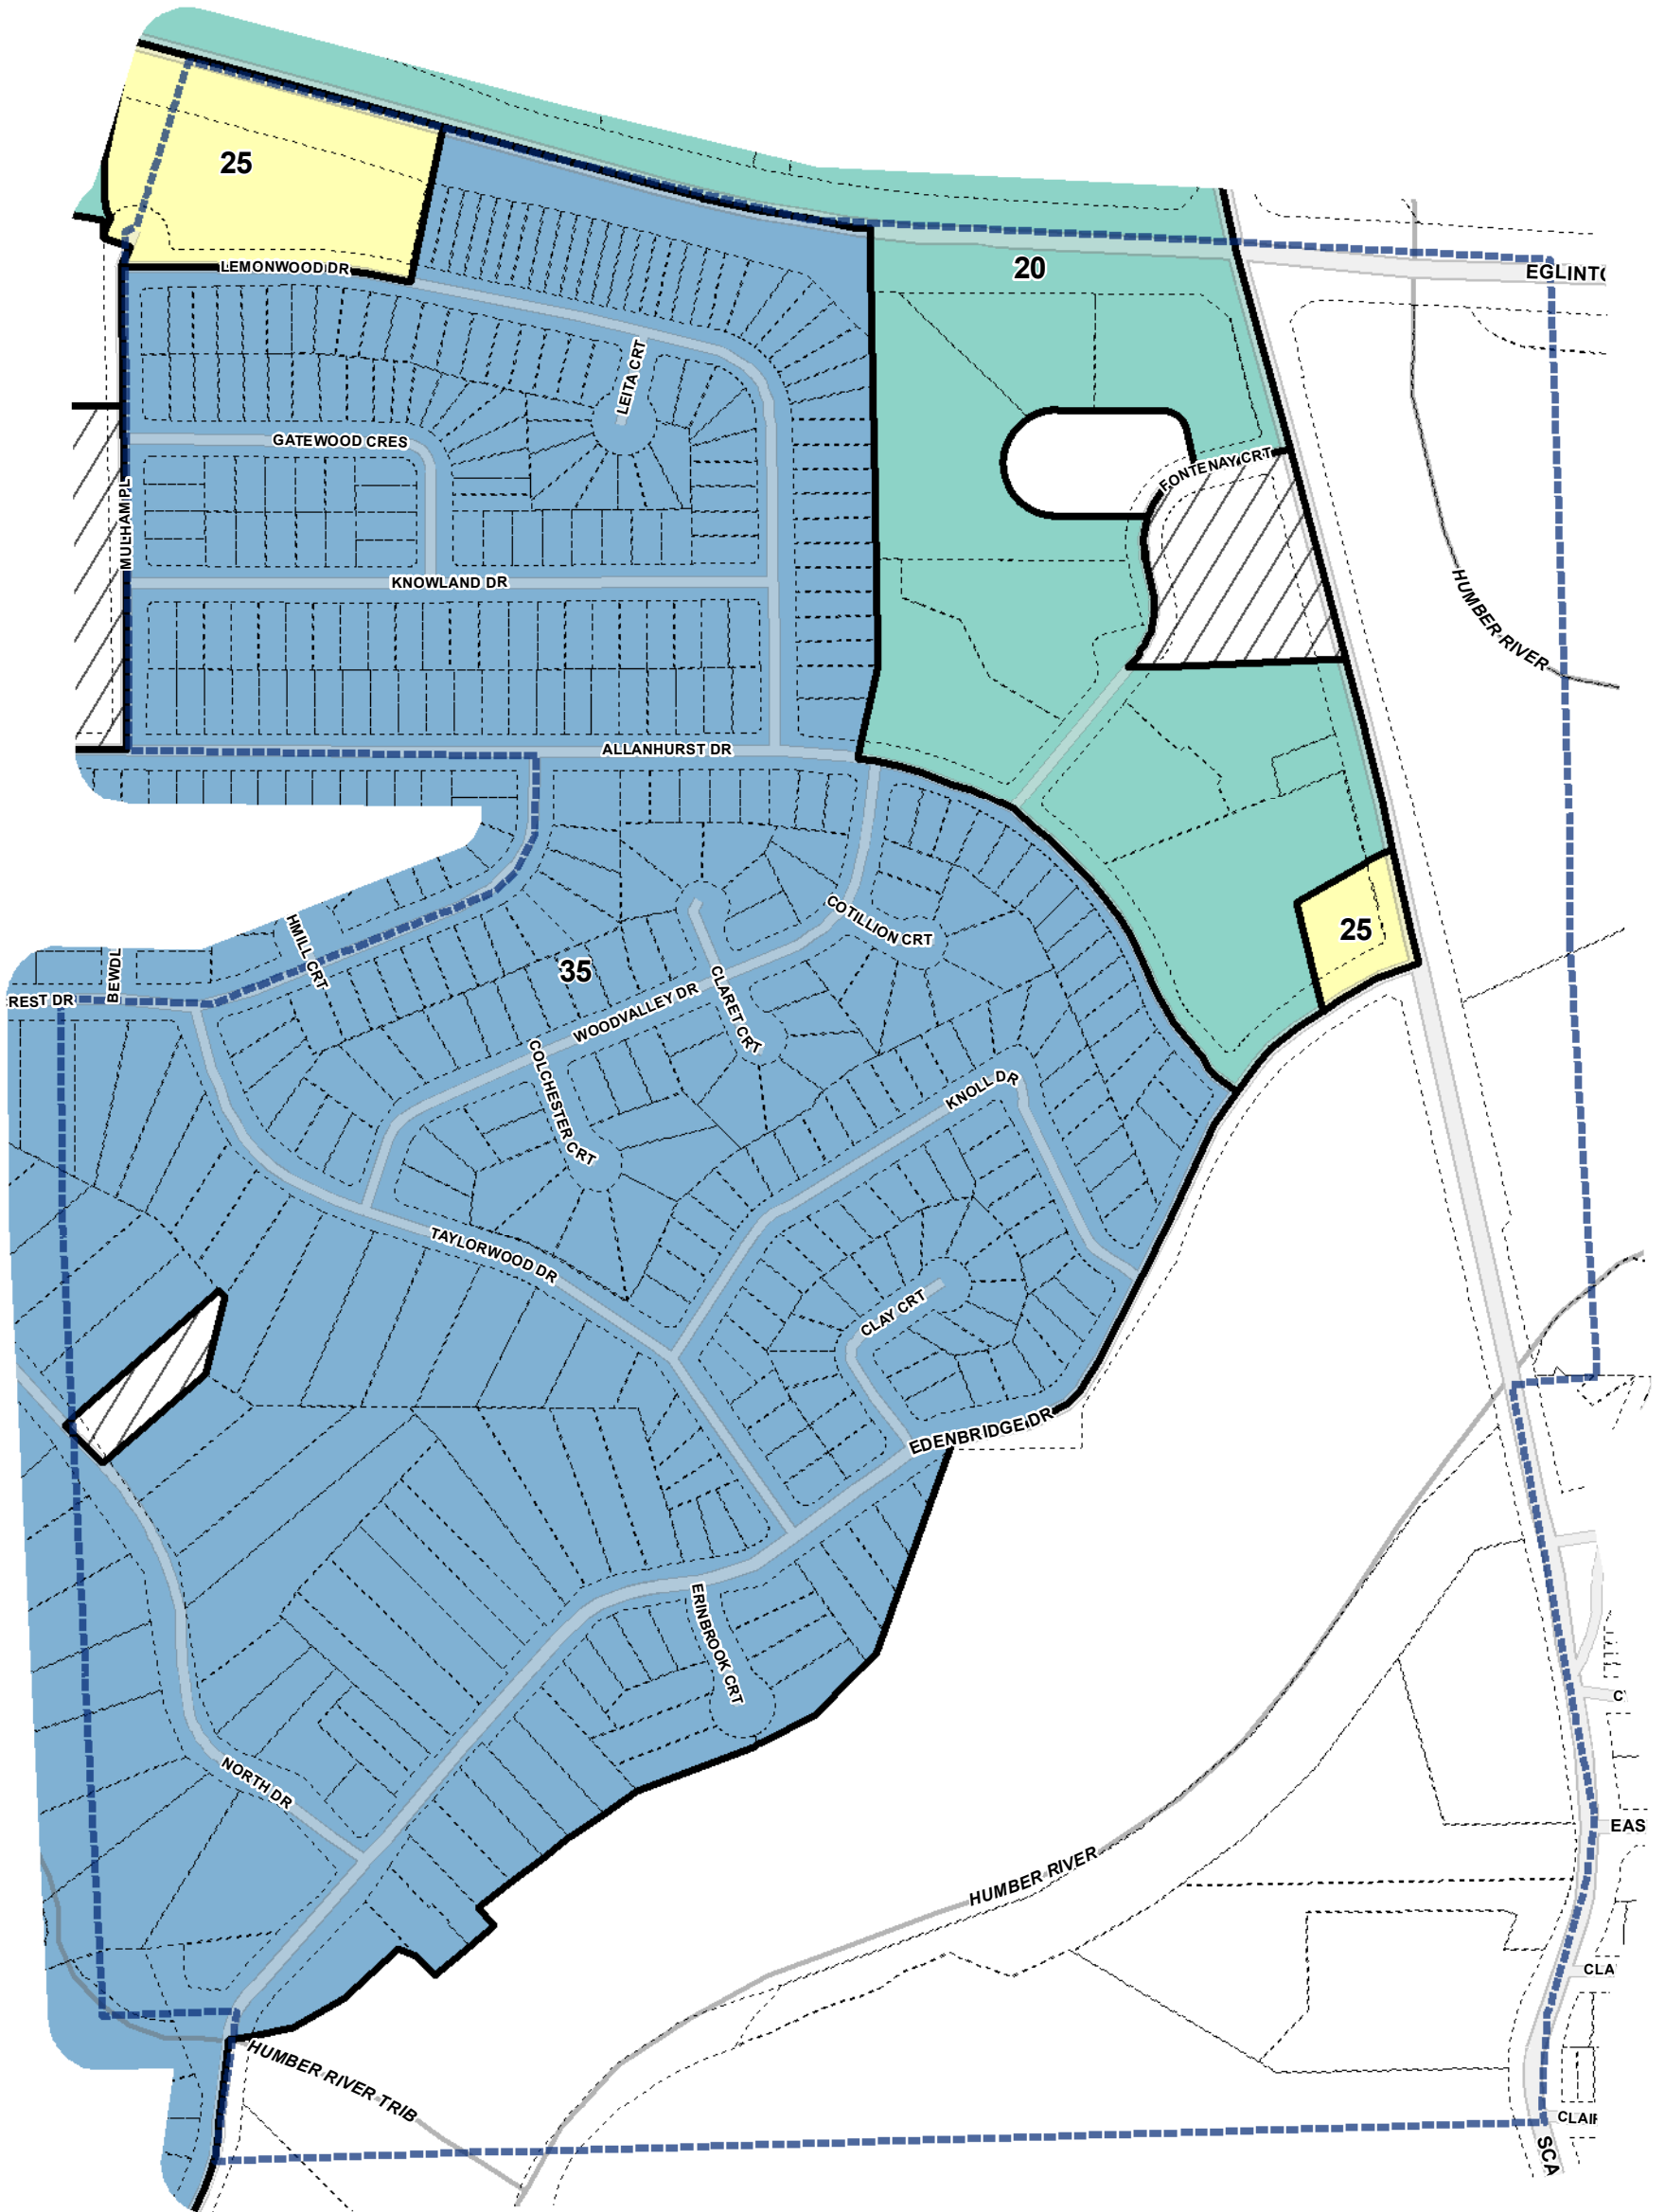 25
LEMONWOOD DR
20
EGLINT
LEITA CRT
GATEWOOD CRES
FONTENAY CRT
MULHAM PL
KNOWLAND DR
HUMBER RIVER
ALLANHURST DR
COTILLION CRT
25
HMILL CRT
BEWDL
35
REST DR
WOODVALLEY DR
CLARET CRT
COLCHESTER CRT
KNOLL DR
TAYLORWOOD DR
CLAY CRT
EDENBRIDGE DR
ERINBROOK CRT
NORTH DR
EAS
HUMBER RIVER
CLA
HUMBER RIVER TRIB
CLAI
SCA